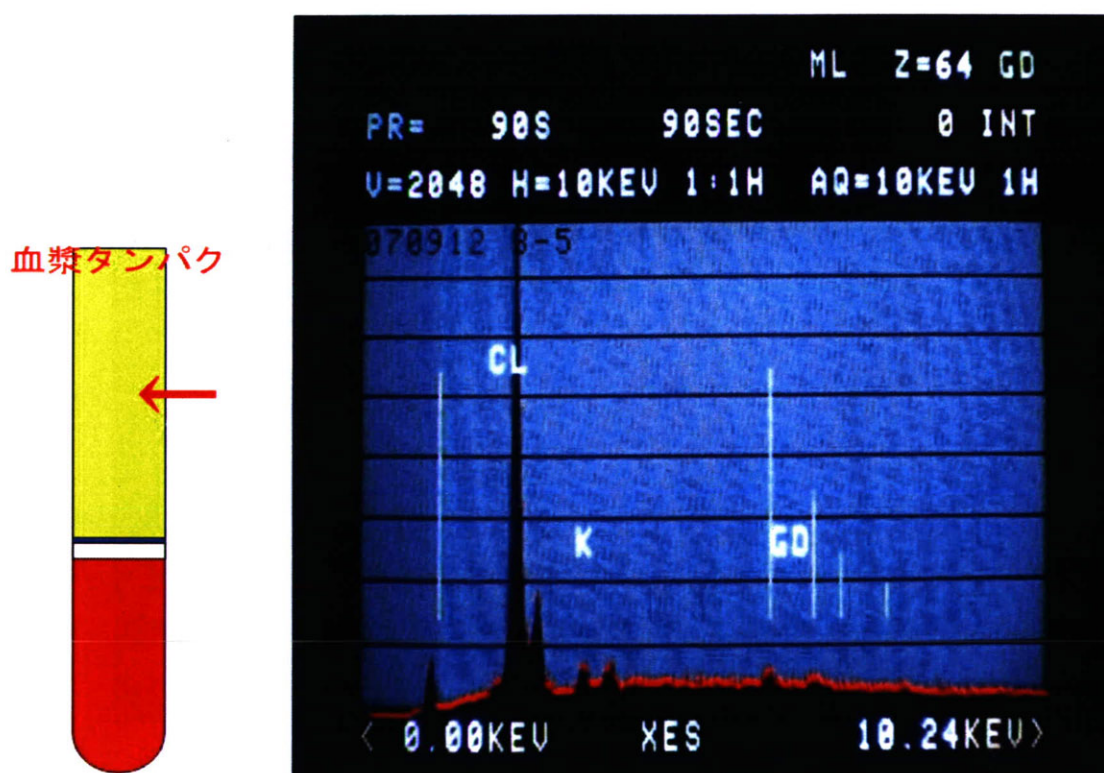 血漿タンパク
ML Z=64 GD
PR= 90S 90SEC 0 INT
V=2048 H=10KEV 1:1H AQ=10KEV 1H
070912 8-5
CL
K
GD
< 0.00KEV XES 10.24KEV>